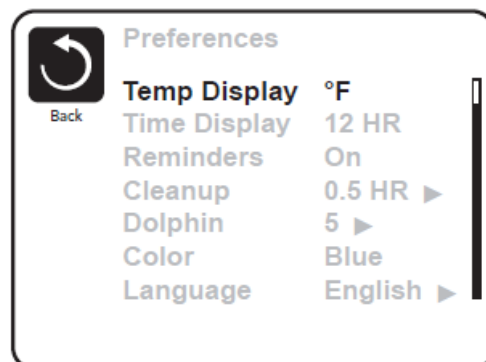 Preferences
Back
Temp Display °F
Time Display 12 HR
Reminders On
Cleanup 0.5 HR ▶
Dolphin 5 ▶
Color Blue
Language English ▶